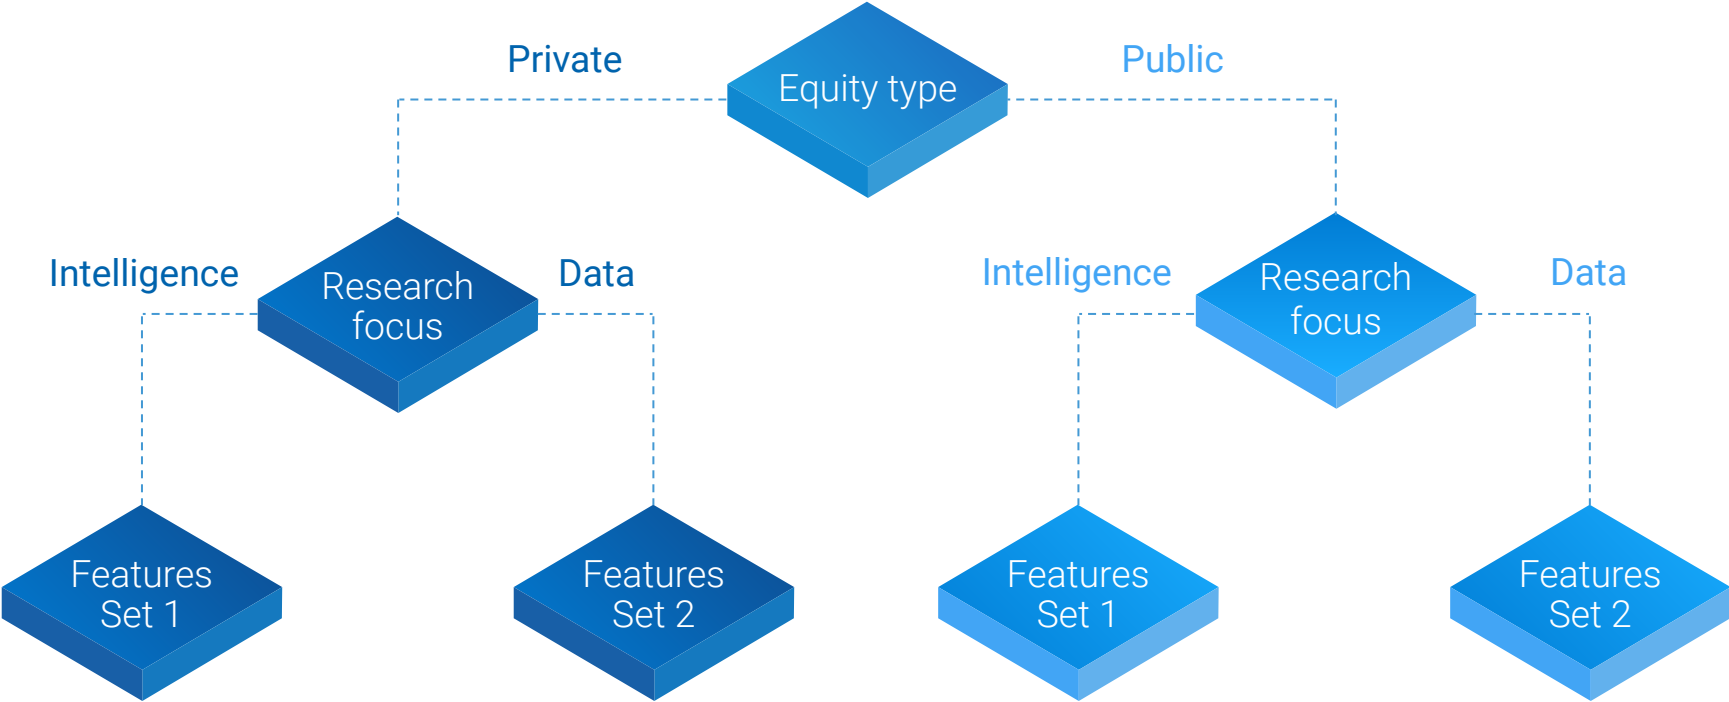 Private
Public
Equity type
Intelligence
Research
focus
Data
Intelligence
Research
focus
Data
Features
Set 1
Features
Set 2
Features
Set 1
Features
Set 2